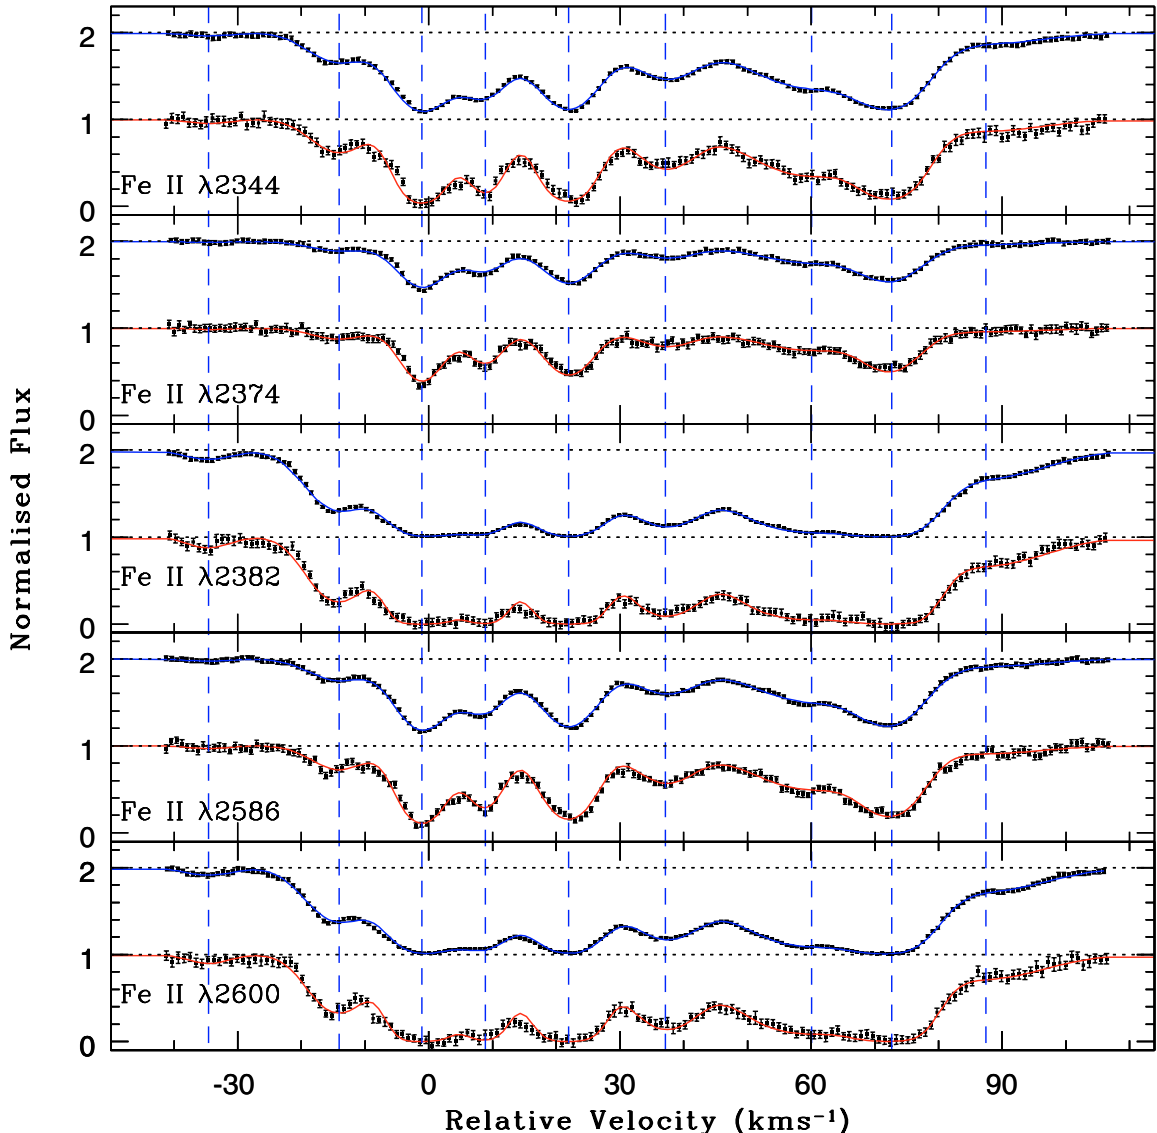 Normalised Flux
2
1
Fe II λ2344
0
2
1
Fe II λ2374
0
2
1
Fe II λ2382
0
2
1
Fe II λ2586
0
2
1
Fe II λ2600
0
-30 0 30 60 90
Relative Velocity (kms⁻¹)